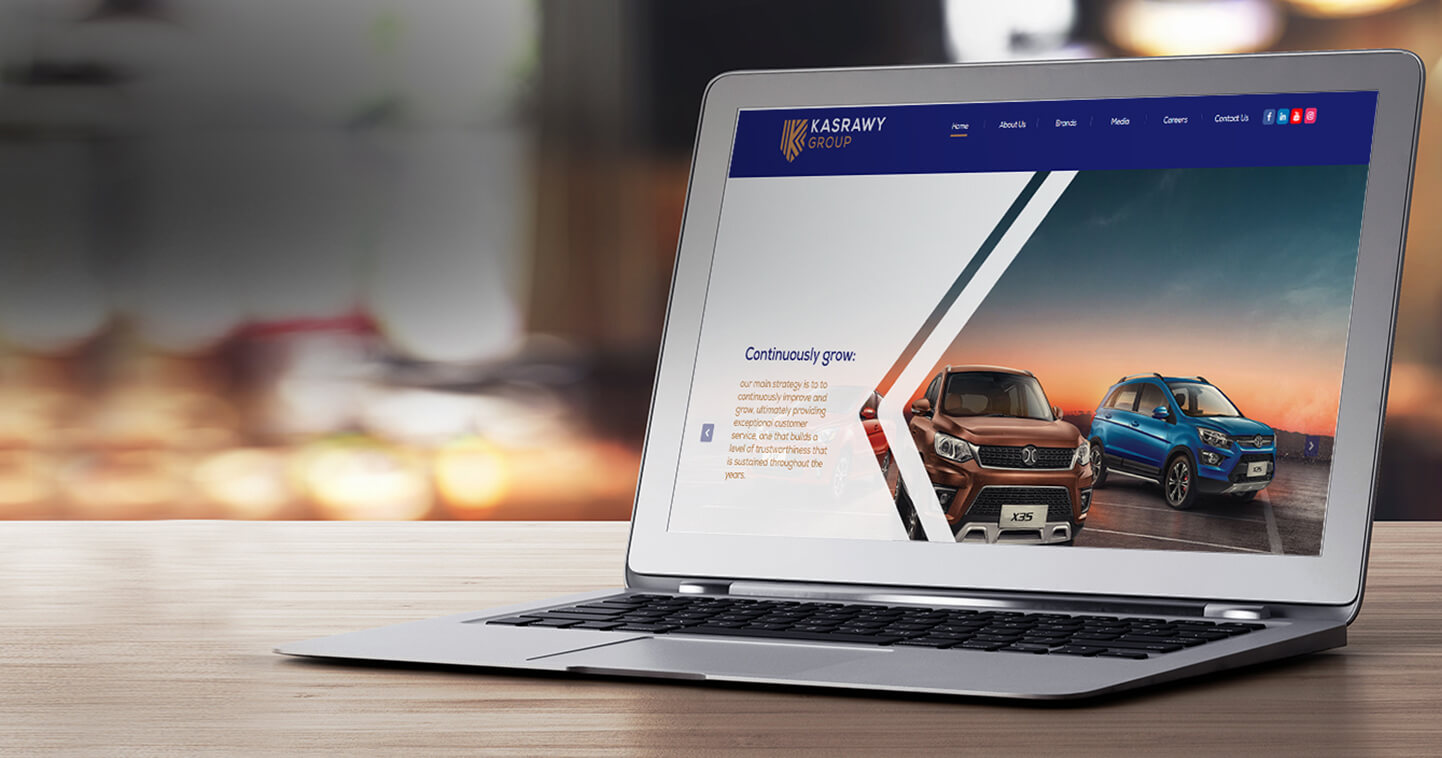 KASRAWY
GROUP
Home
About Us
Brands
Media
Careers
Contact Us
Continuously grow:
our main strategy is to to
continuously improve and
grow, ultimately providing
exceptional customer
service, one that builds a
level of trustworthiness that
is sustained throughout the
years.
X35
X35